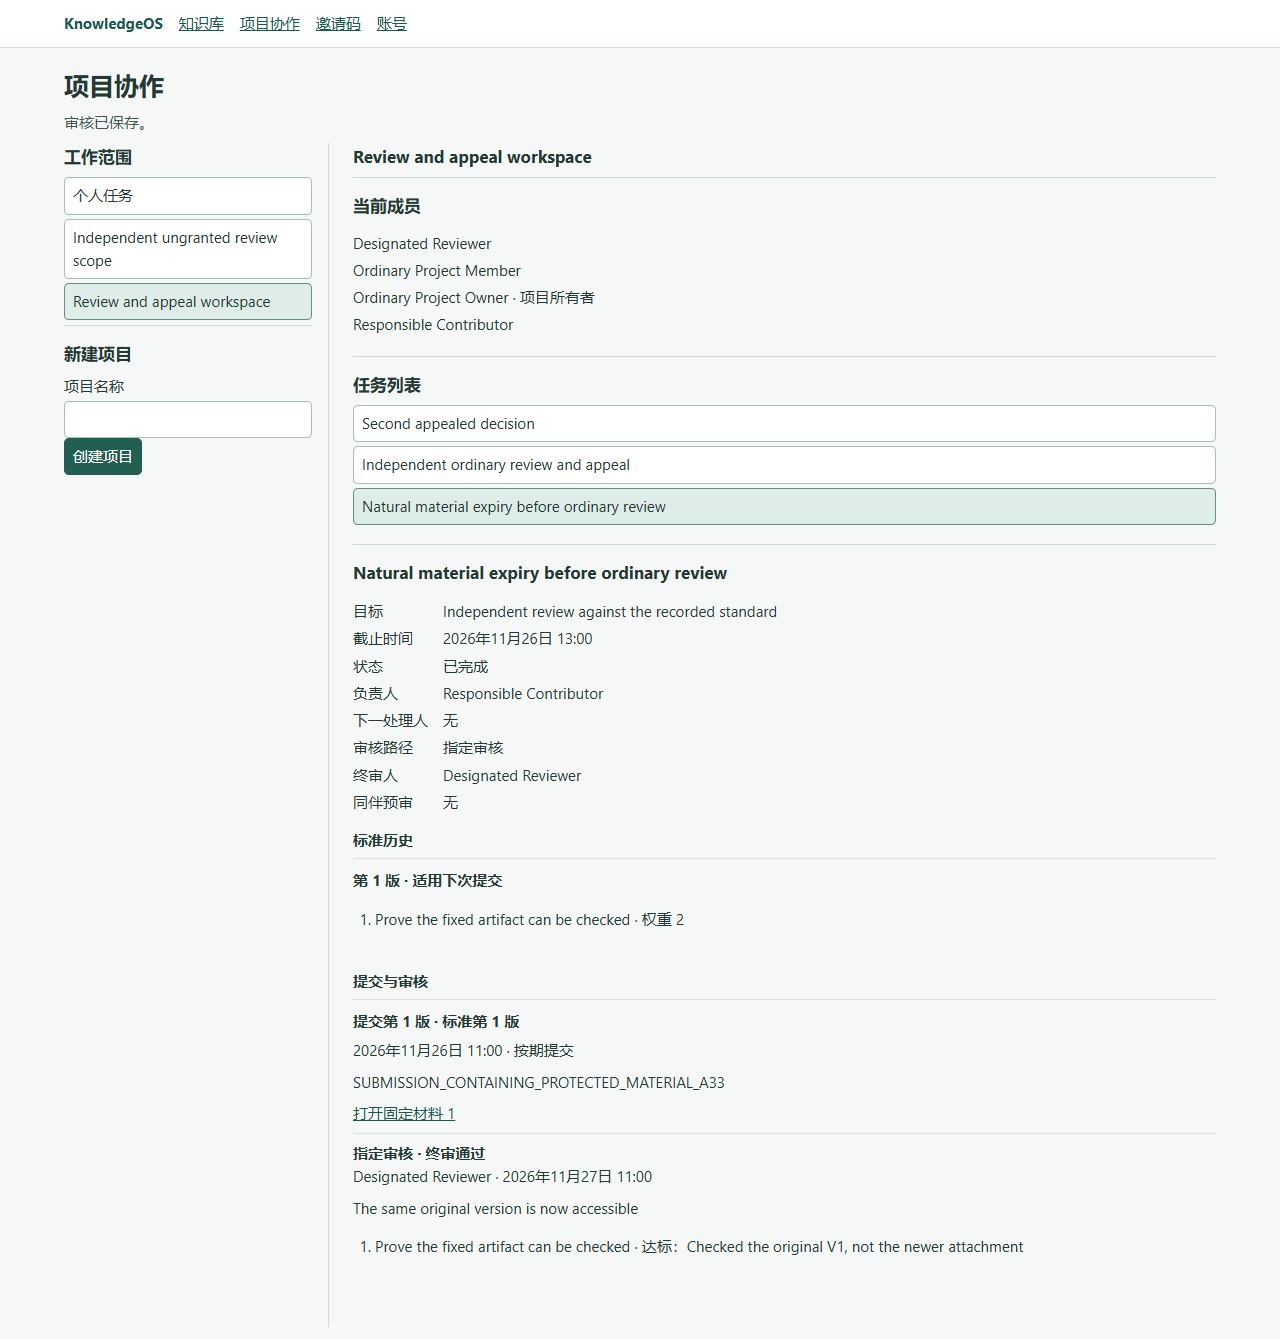 KnowledgeOS 知识库 项目协作 邀请码 账号
项目协作
审核已保存。
工作范围
个人任务
Independent ungranted review
scope
Review and appeal workspace
新建项目
项目名称
创建项目
Review and appeal workspace
当前成员
Designated Reviewer
Ordinary Project Member
Ordinary Project Owner · 项目所有者
Responsible Contributor
任务列表
Second appealed decision
Independent ordinary review and appeal
Natural material expiry before ordinary review
Natural material expiry before ordinary review
目标 Independent review against the recorded standard
截止时间 2026年11月26日 13:00
状态 已完成
负责人 Responsible Contributor
下一处理人 无
审核路径 指定审核
终审人 Designated Reviewer
同伴预审 无
标准历史
第 1 版 · 适用下次提交
1. Prove the fixed artifact can be checked · 权重 2
提交与审核
提交第 1 版 · 标准第 1 版
2026年11月26日 11:00 · 按期提交
SUBMISSION_CONTAINING_PROTECTED_MATERIAL_A33
打开固定材料 1
指定审核 · 终审通过
Designated Reviewer · 2026年11月27日 11:00
The same original version is now accessible
1. Prove the fixed artifact can be checked · 达标：Checked the original V1, not the newer attachment